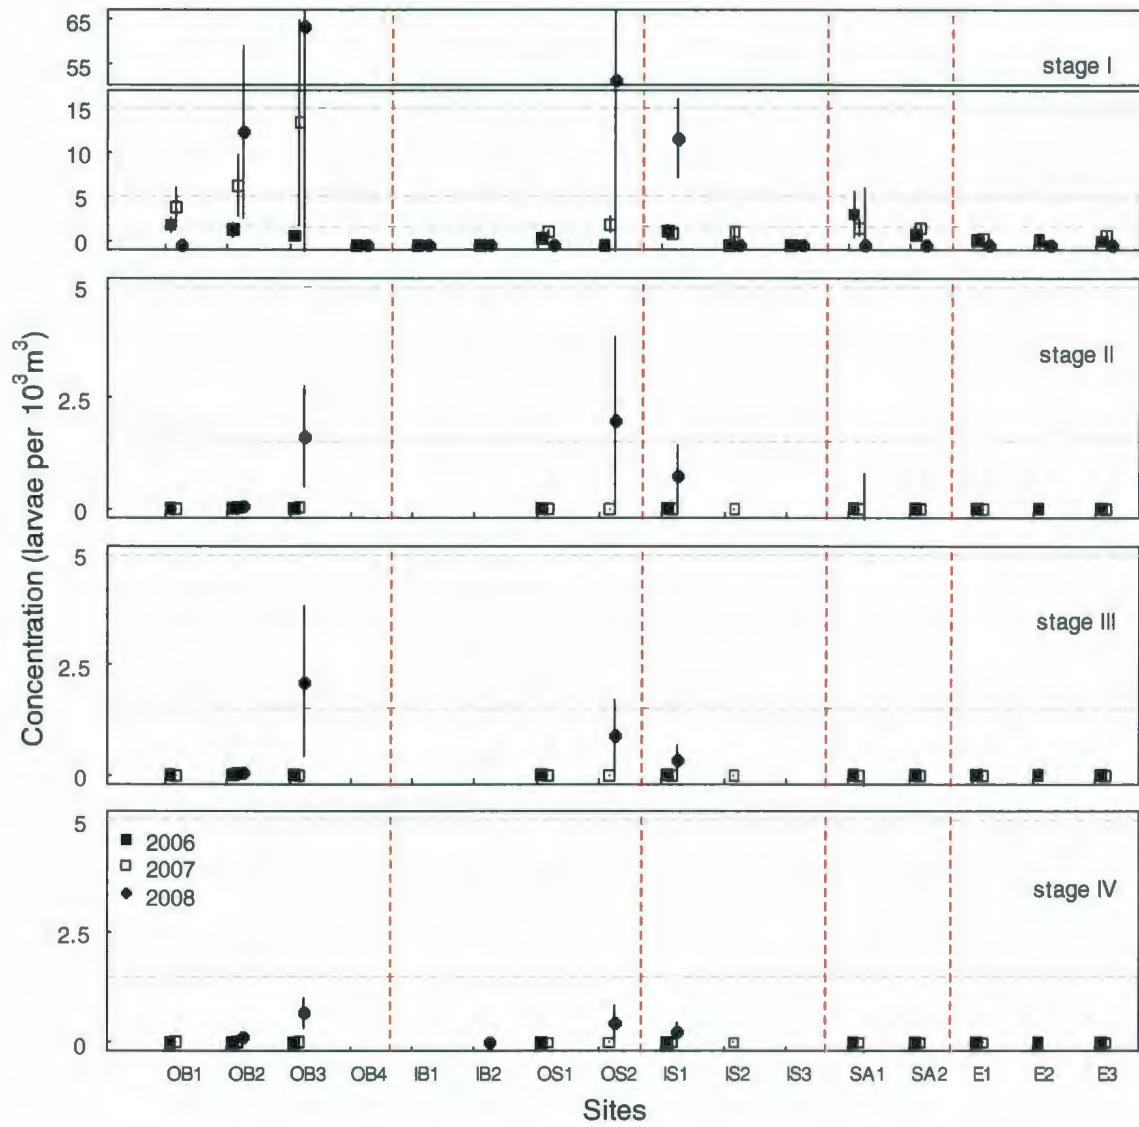 65
55
15
10
5
0
stage I
5
2.5
0
stage II
5
2.5
0
stage III
5
2.5
0
stage IV
2006
2007
2008
Concentration (larvae per 10³m³)
OB1 OB2 OB3 OB4 IB1 IB2 OS1 OS2 IS1 IS2 IS3 SA1 SA2 E1 E2 E3
Sites